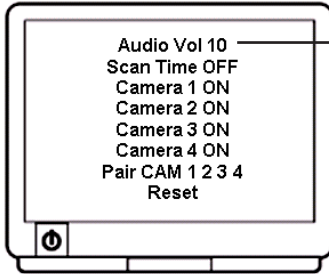 Audio Vol 10
Scan Time OFF
Camera 1 ON
Camera 2 ON
Camera 3 ON
Camera 4 ON
Pair CAM 1 2 3 4
Reset